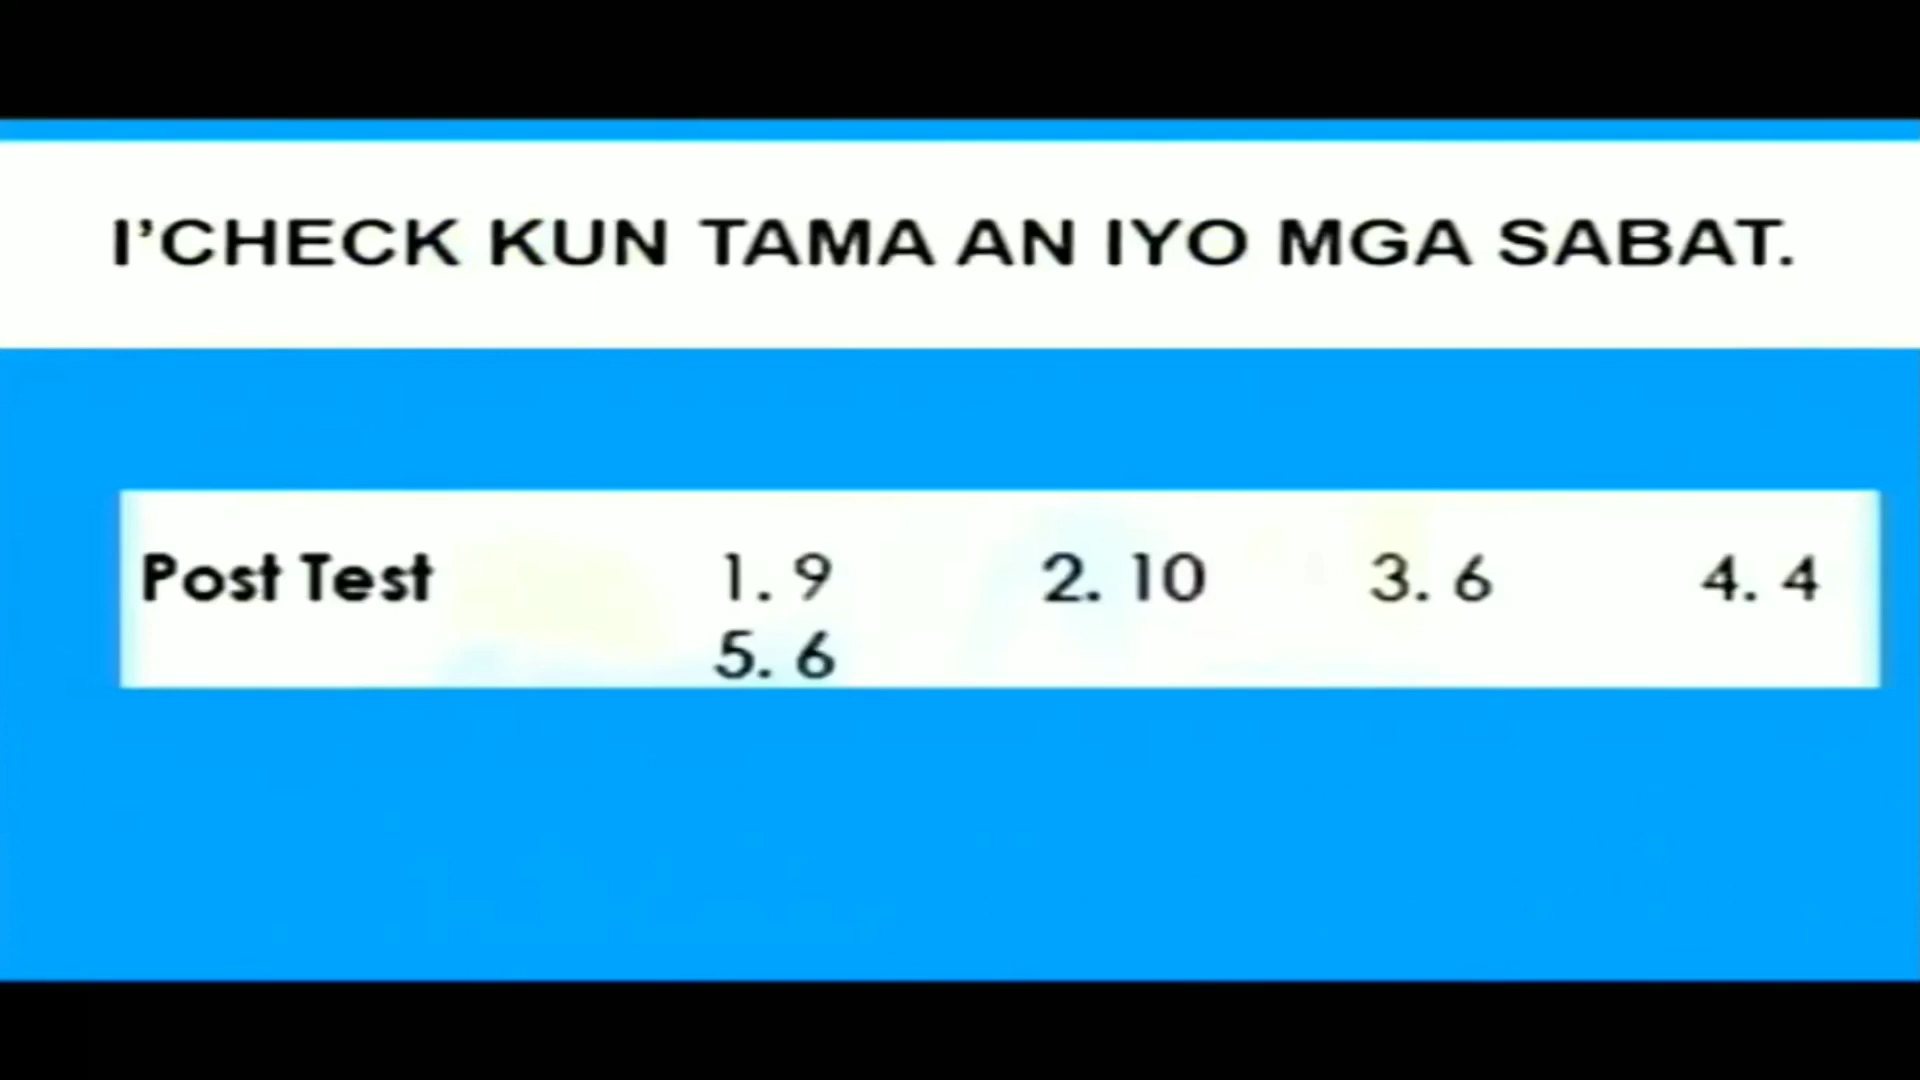 I'CHECK KUN TAMA AN IYO MGA SABAT.
Post Test 1. 9 2. 10 3. 6 4. 4
5. 6